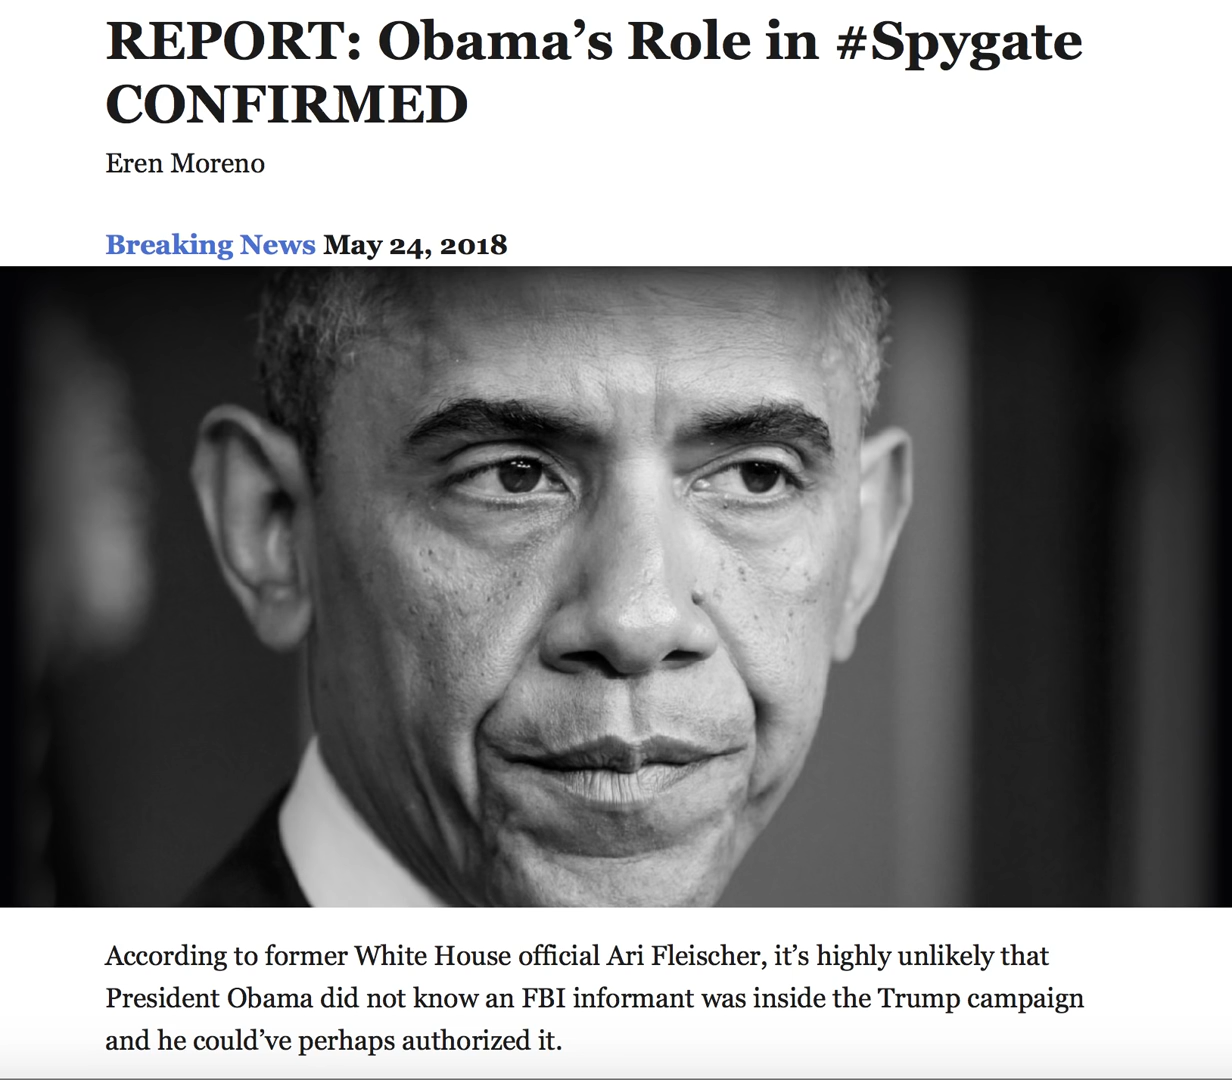 REPORT: Obama’s Role in #Spygate
CONFIRMED
Eren Moreno
Breaking News May 24, 2018
According to former White House official Ari Fleischer, it’s highly unlikely that
President Obama did not know an FBI informant was inside the Trump campaign
and he could’ve perhaps authorized it.